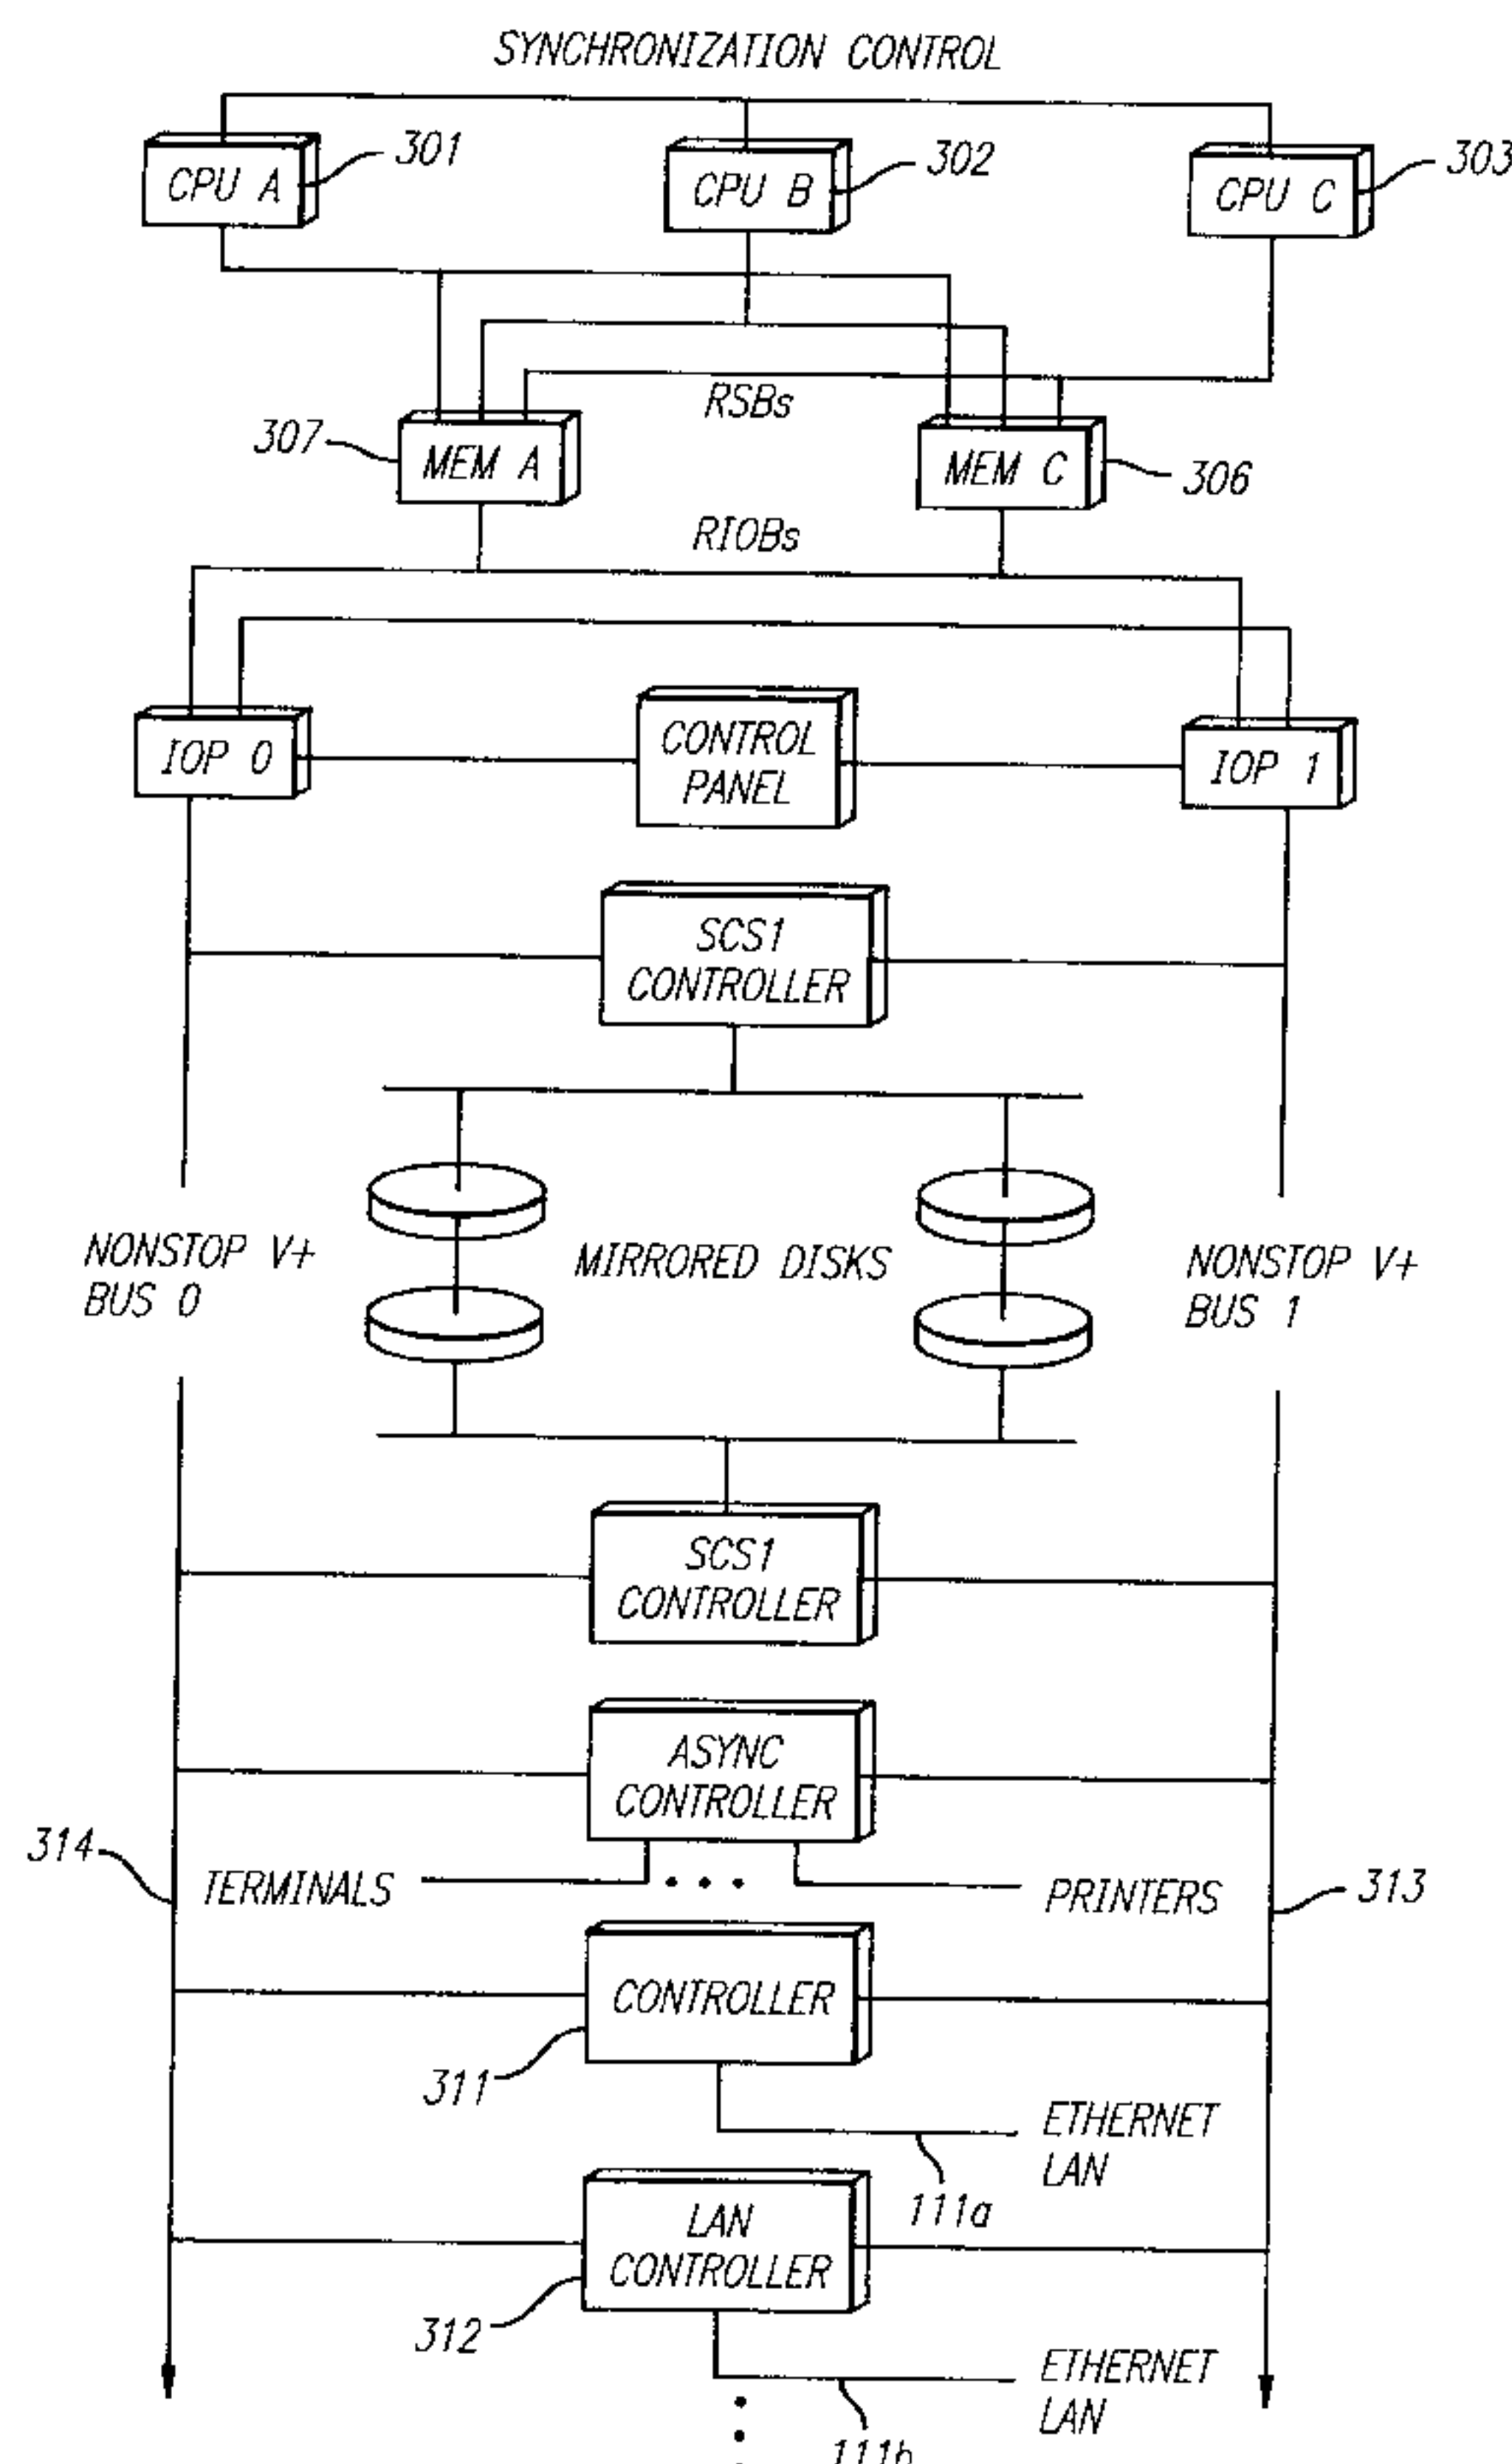 SYNCHRONIZATION CONTROL
CPU A
301
CPU B
302
CPU C
303
RSBs
307
MEM A
MEM C
306
RIOBs
IOP 0
CONTROL
PANEL
IOP 1
SCS1
CONTROLLER
NONSTOP V+
BUS 0
MIRRORED DISKS
NONSTOP V+
BUS 1
SCS1
CONTROLLER
ASYNC
CONTROLLER
314
TERMINALS
PRINTERS
313
CONTROLLER
311
ETHERNET
LAN
111a
LAN
CONTROLLER
312
ETHERNET
LAN
111b